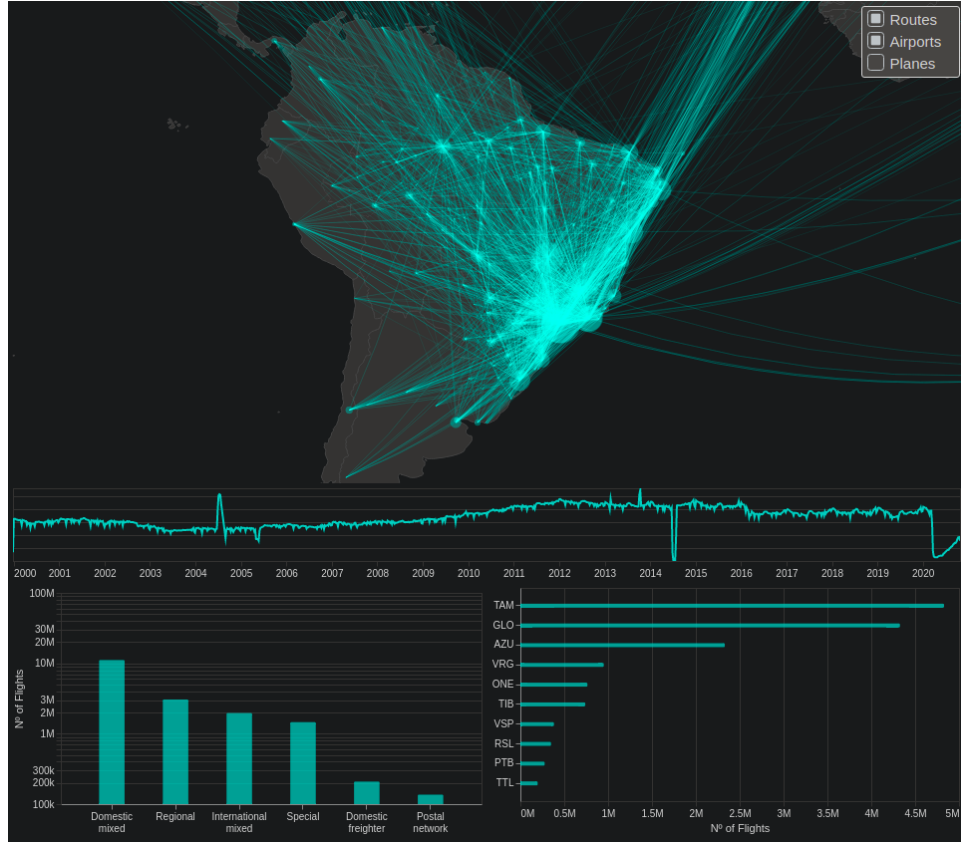 Routes
Airports
Planes
2000 2001 2002 2003 2004 2005 2006 2007 2008 2009 2010 2011 2012 2013 2014 2015 2016 2017 2018 2019 2020
100M
30M
20M
10M
3M
2M
1M
300k
200k
100k
Nº of Flights
Domestic mixed
Regional
International mixed
Special
Domestic freighter
Postal network
TAM
GLO
AZU
VRG
ONE
TIB
VSP
RSL
PTB
TTL
0M 0.5M 1M 1.5M 2M 2.5M 3M 3.5M 4M 4.5M 5M
Nº of Flights